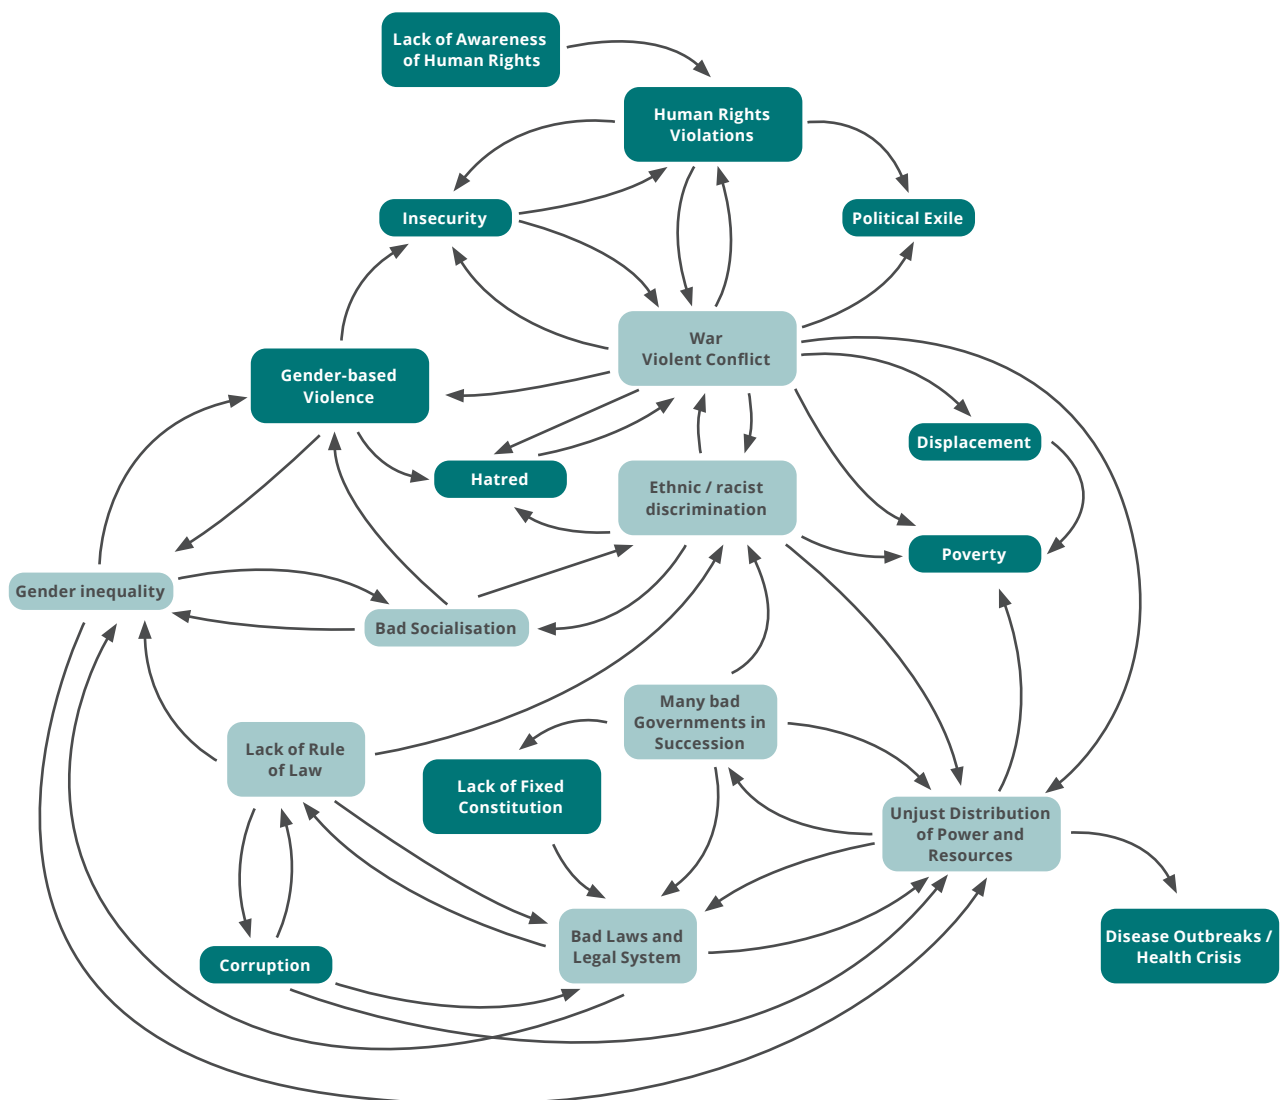 Lack of Awareness
of Human Rights
Human Rights
Violations
Insecurity
Political Exile
War
Violent Conflict
Gender-based
Violence
Displacement
Hatred
Ethnic / racist
discrimination
Poverty
Gender inequality
Bad Socialisation
Many bad
Governments in
Succession
Lack of Rule
of Law
Lack of Fixed
Constitution
Unjust Distribution
of Power and
Resources
Bad Laws and
Legal System
Disease Outbreaks /
Health Crisis
Corruption